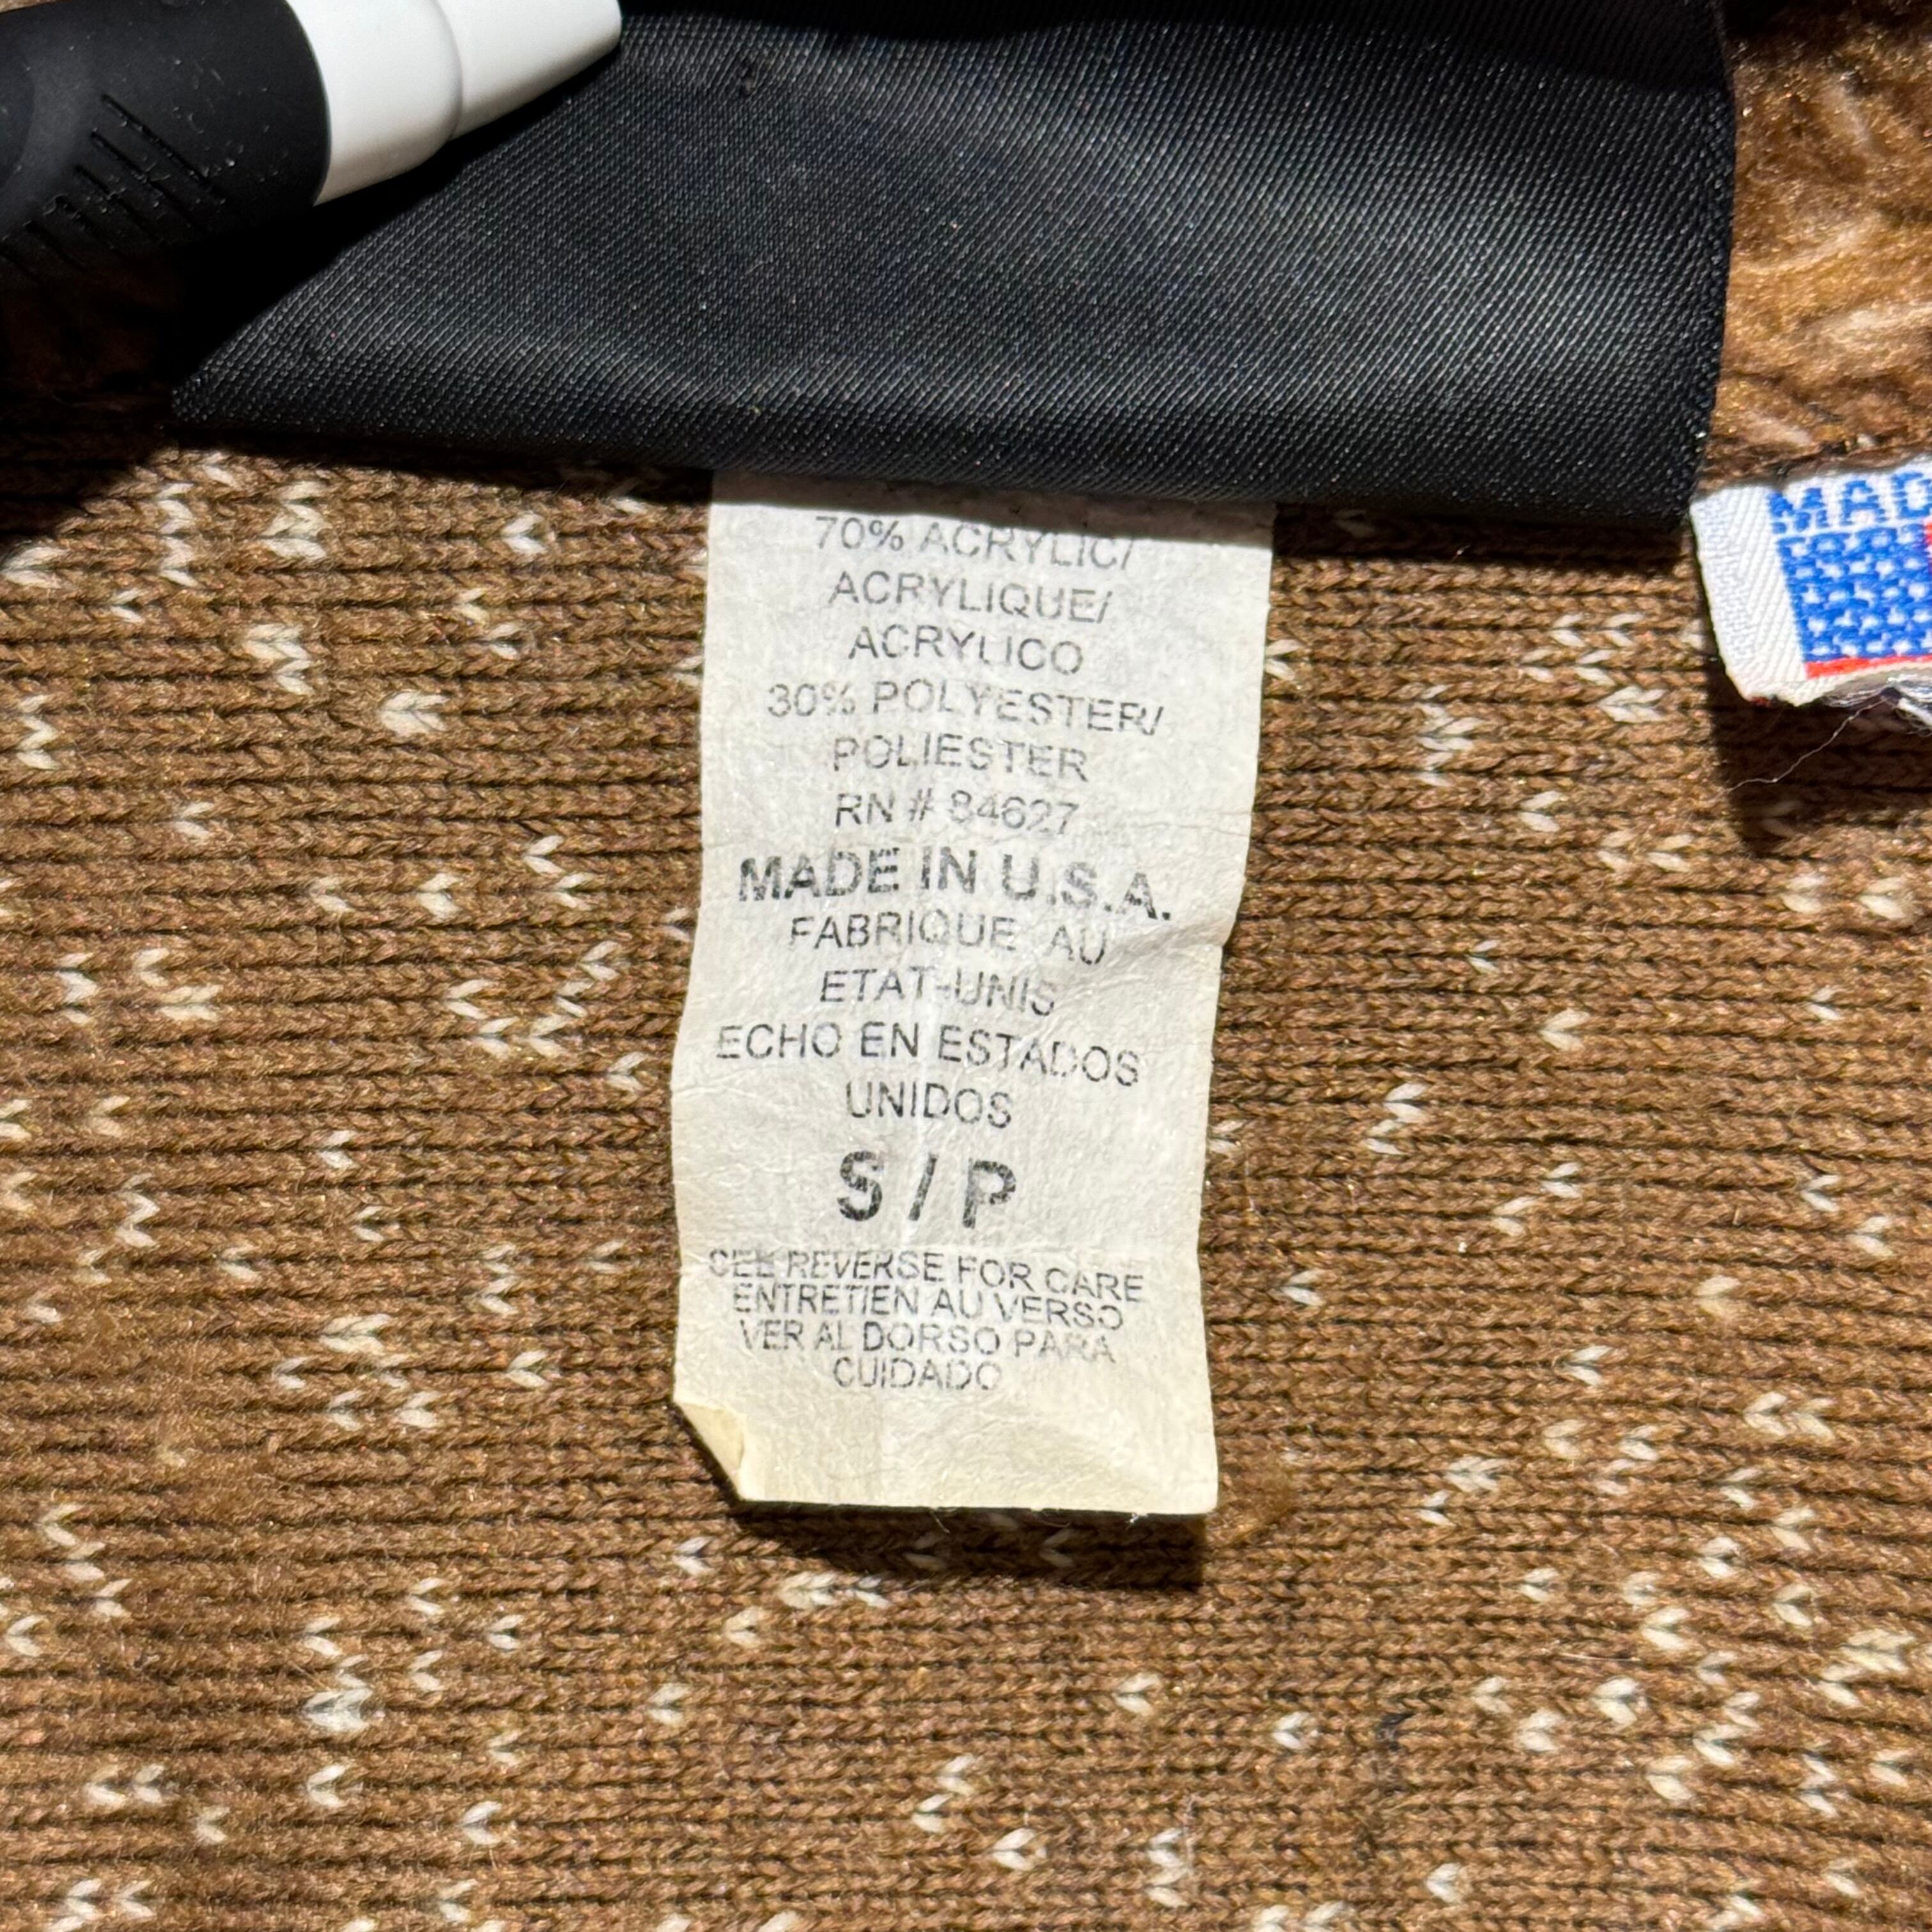 70% ACRYLIC/
ACRYLIQUE/
ACRYLICO
30% POLYESTER/
POLIESTER
RN # 84627
MADE IN U.S.A.
FABRIQUE AU
ETAT-UNIS
ECHO EN ESTADOS
UNIDOS
S / P
SEE REVERSE FOR CARE
ENTRETIEN AU VERSO
VER AL DORSO PARA
CUIDADO